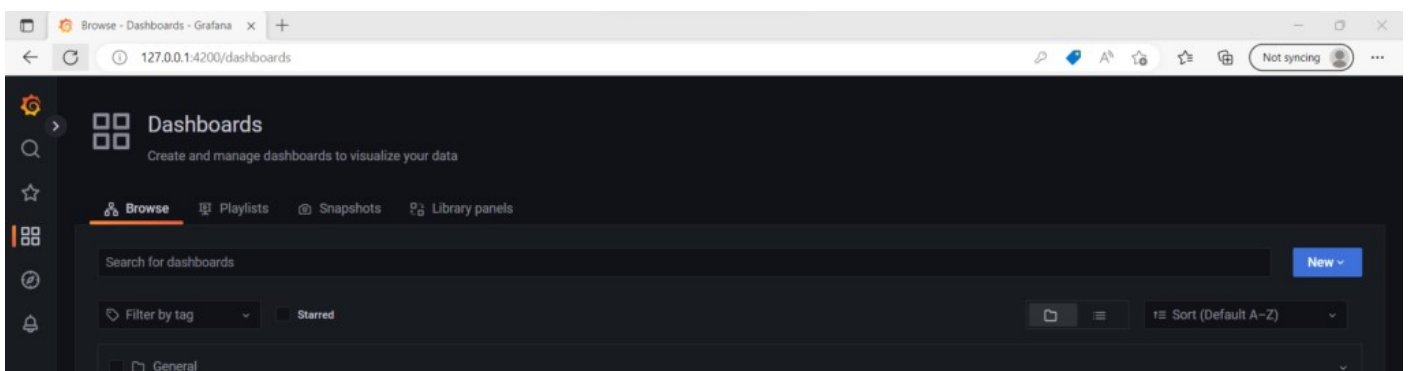 Browse - Dashboards - Grafana
127.0.0.1:4200/dashboards
Not syncing
Dashboards
Create and manage dashboards to visualize your data
Browse Playlists Snapshots Library panels
Search for dashboards
New
Filter by tag Starred Sort (Default A–Z)
General